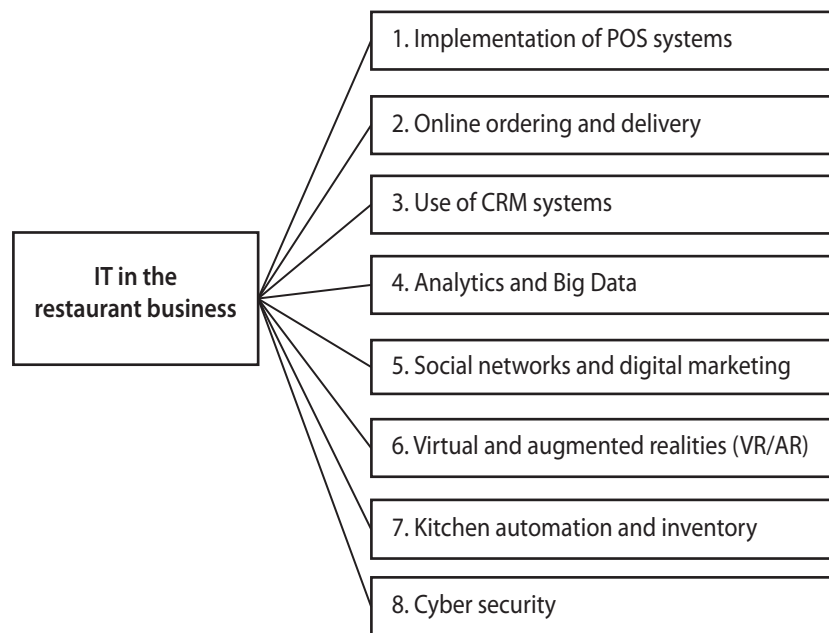 IT in the
restaurant business
1. Implementation of POS systems
2. Online ordering and delivery
3. Use of CRM systems
4. Analytics and Big Data
5. Social networks and digital marketing
6. Virtual and augmented realities (VR/AR)
7. Kitchen automation and inventory
8. Cyber security